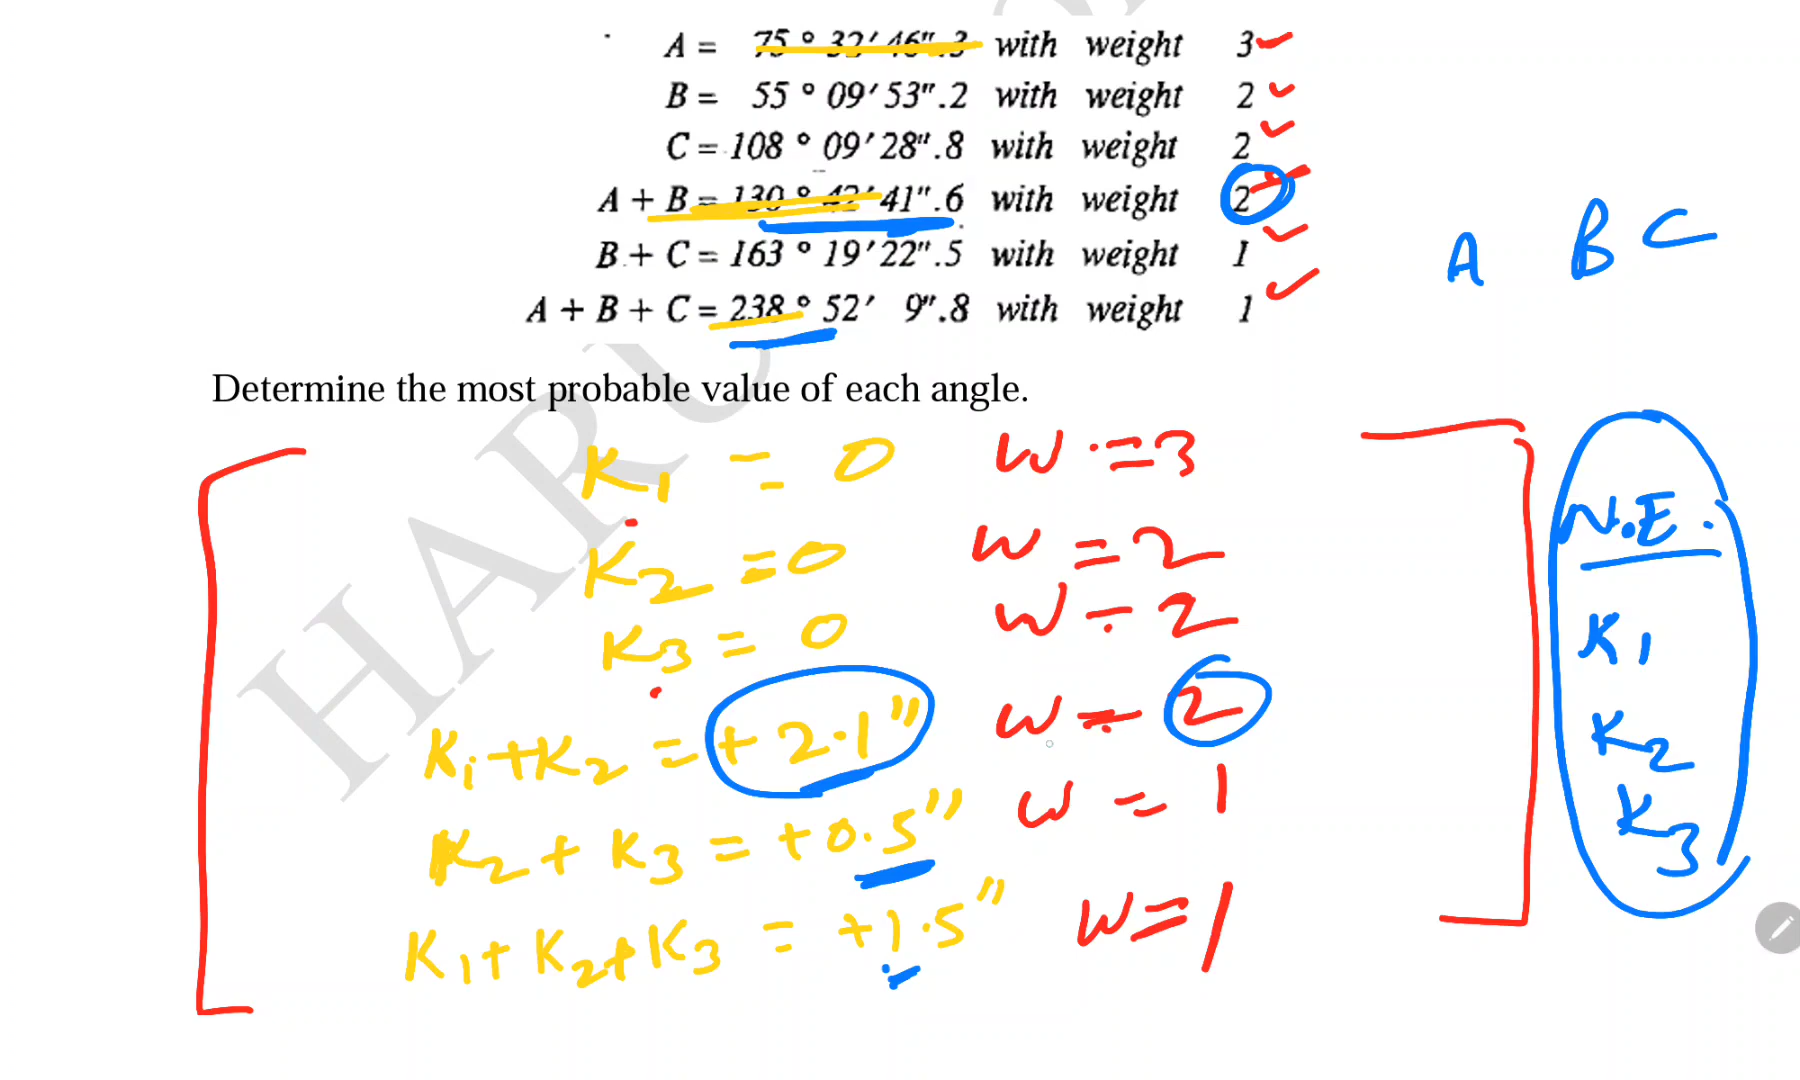 A = 75 ° 32' 46".3 with weight 3
B = 55 ° 09' 53".2 with weight 2
C = 108 ° 09' 28".8 with weight 2
A + B = 130 ° 42' 41".6 with weight 2
B + C = 163 ° 19' 22".5 with weight 1
A + B + C = 238 ° 52' 9".8 with weight 1
A B C
Determine the most probable value of each angle.
K1 = 0 W = 3
K2 = 0 W = 2
K3 = 0 W = 2
K1 + K2 = + 2.1" W = 2
K2 + K3 = + 0.5" W = 1
K1 + K2 + K3 = + 1.5" W = 1
N.E.
K1
K2
K3